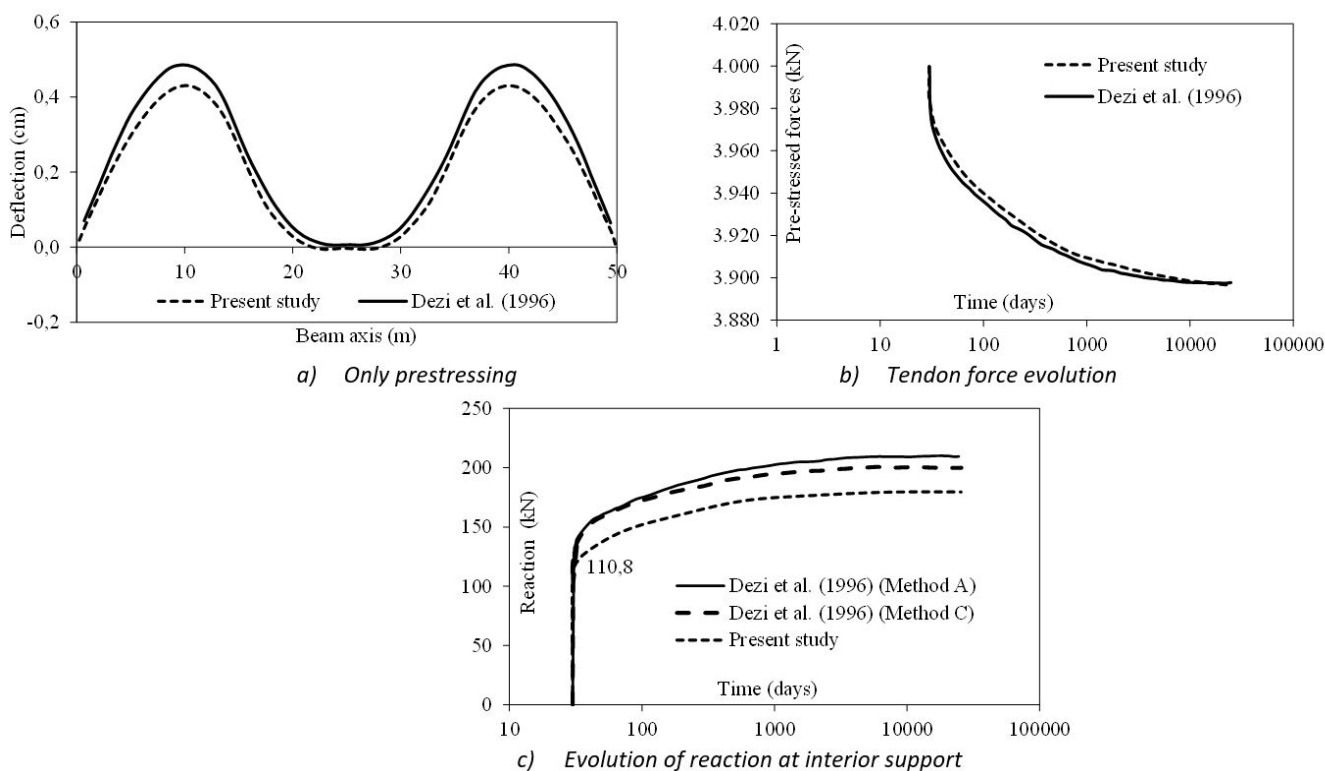 0,6
0,4
0,2
0,0
-0,2
Deflection (cm)
0 10 20 30 40 50
Present study
Dezi et al. (1996)
Beam axis (m)
a) Only prestressing
4.020
4.000
3.980
3.960
3.940
3.920
3.900
3.880
Pre-stressed forces (kN)
Present study
Dezi et al. (1996)
Time (days)
1 10 100 1000 10000 100000
b) Tendon force evolution
250
200
150
100
50
0
Reaction (kN)
110,8
Dezi et al. (1996) (Method A)
Dezi et al. (1996) (Method C)
Present study
Time (days)
10 100 1000 10000 100000
c) Evolution of reaction at interior support